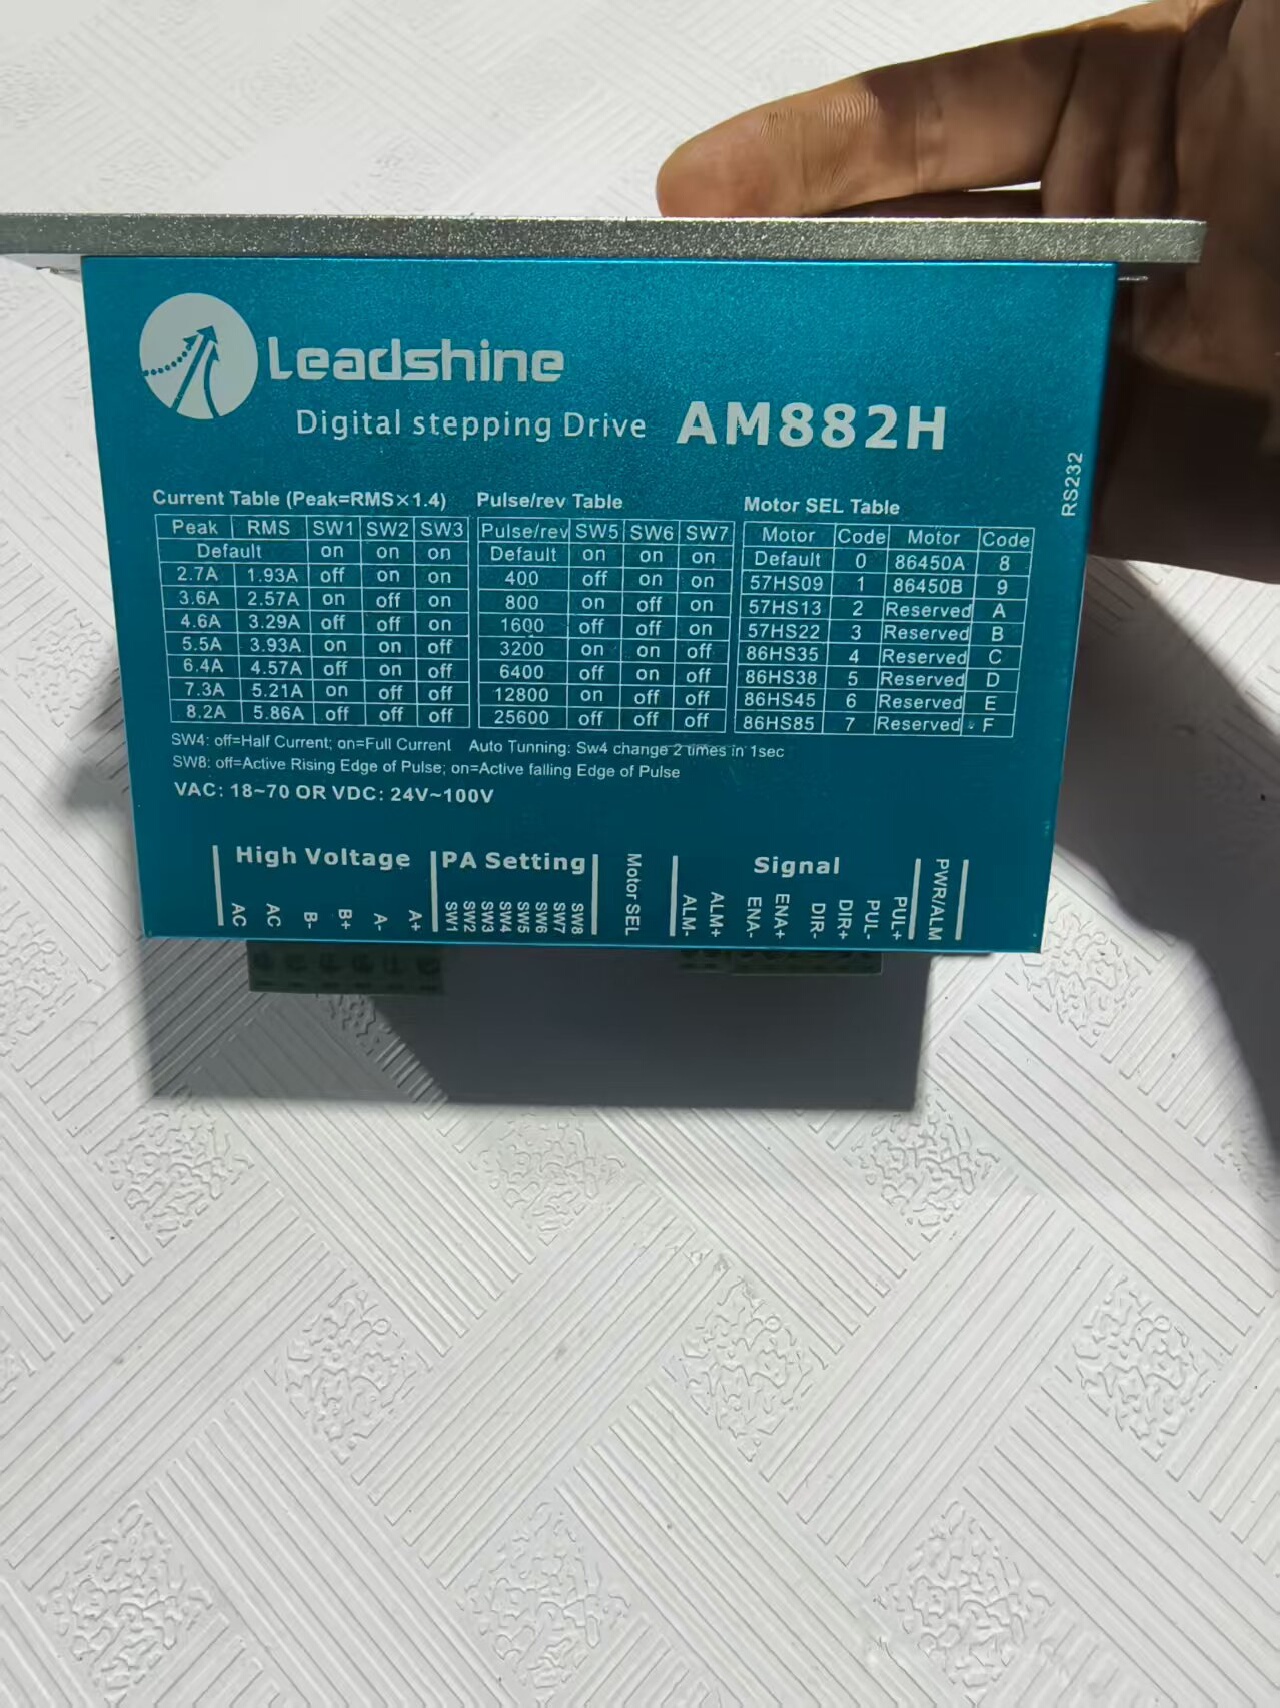 Leadshine
Digital stepping Drive AM882H
RS232
Current Table (Peak=RMS×1.4)
Peak RMS SW1 SW2 SW3
Default on on on
2.7A 1.93A off on on
3.6A 2.57A on off on
4.6A 3.29A off off on
5.5A 3.93A on on off
6.4A 4.57A off on off
7.3A 5.21A on off off
8.2A 5.86A off off off
Pulse/rev Table
Pulse/rev SW5 SW6 SW7
Default on on on
400 off on on
800 on off on
1600 off off on
3200 on on off
6400 off on off
12800 on off off
25600 off off off
Motor SEL Table
Motor Code Motor Code
Default 0 86450A 8
57HS09 1 86450B 9
57HS13 2 Reserved A
57HS22 3 Reserved B
86HS35 4 Reserved C
86HS38 5 Reserved D
86HS45 6 Reserved E
86HS85 7 Reserved F
SW4: off=Half Current; on=Full Current Auto Tunning: Sw4 change 2 times in 1sec
SW8: off=Active Rising Edge of Pulse; on=Active falling Edge of Pulse
VAC: 18~70 OR VDC: 24V~100V
High Voltage
AC
AC
B-
B+
A-
A+
PA Setting
SW1
SW2
SW3
SW4
SW5
SW6
SW7
SW8
Motor SEL
Signal
ALM-
ALM+
ENA-
ENA+
DIR-
DIR+
PUL-
PUL+
PWR/ALM